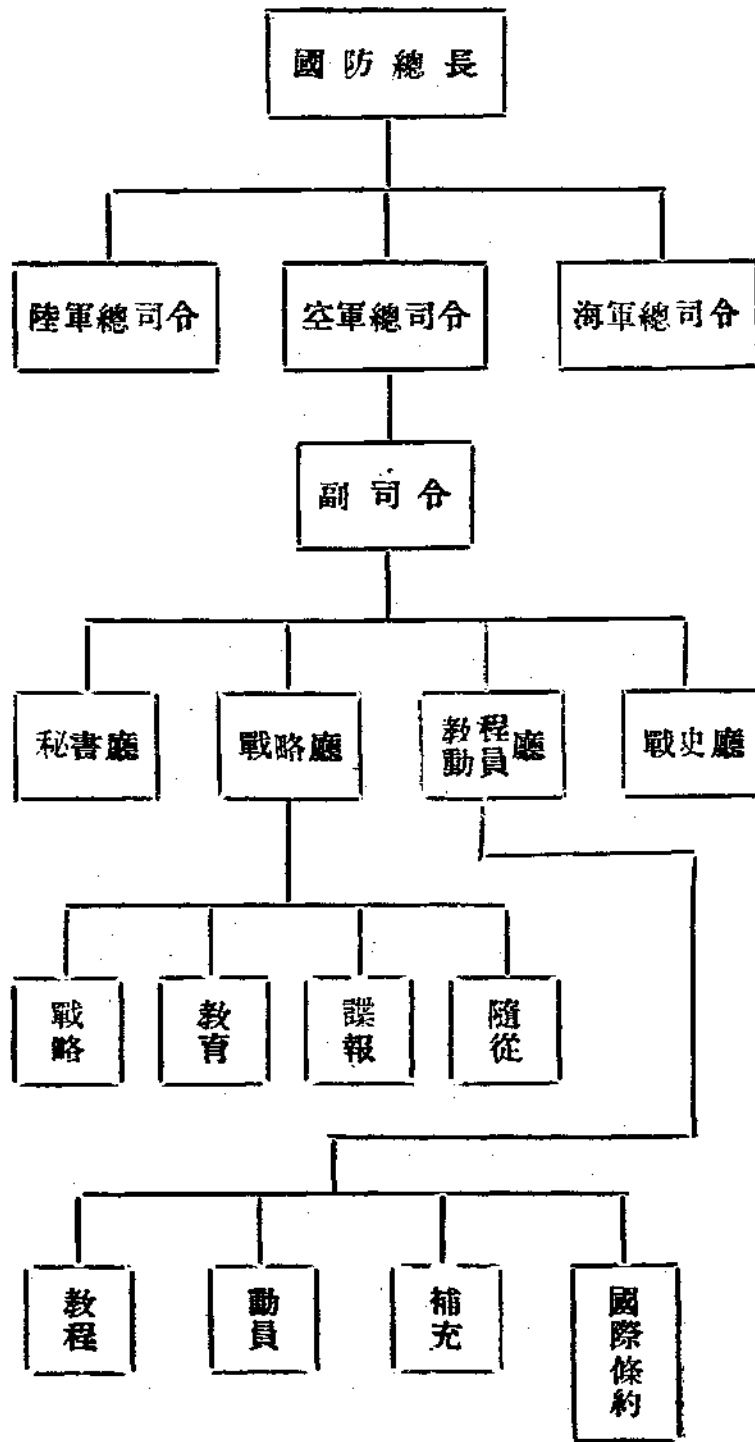 國防總長
陸軍總司令
空軍總司令
海軍總司令
副司令
秘書廳
戰略廳
教程動員廳
戰史廳
戰略
教育
諜報
隨從
教程
動員
補充
國際條約